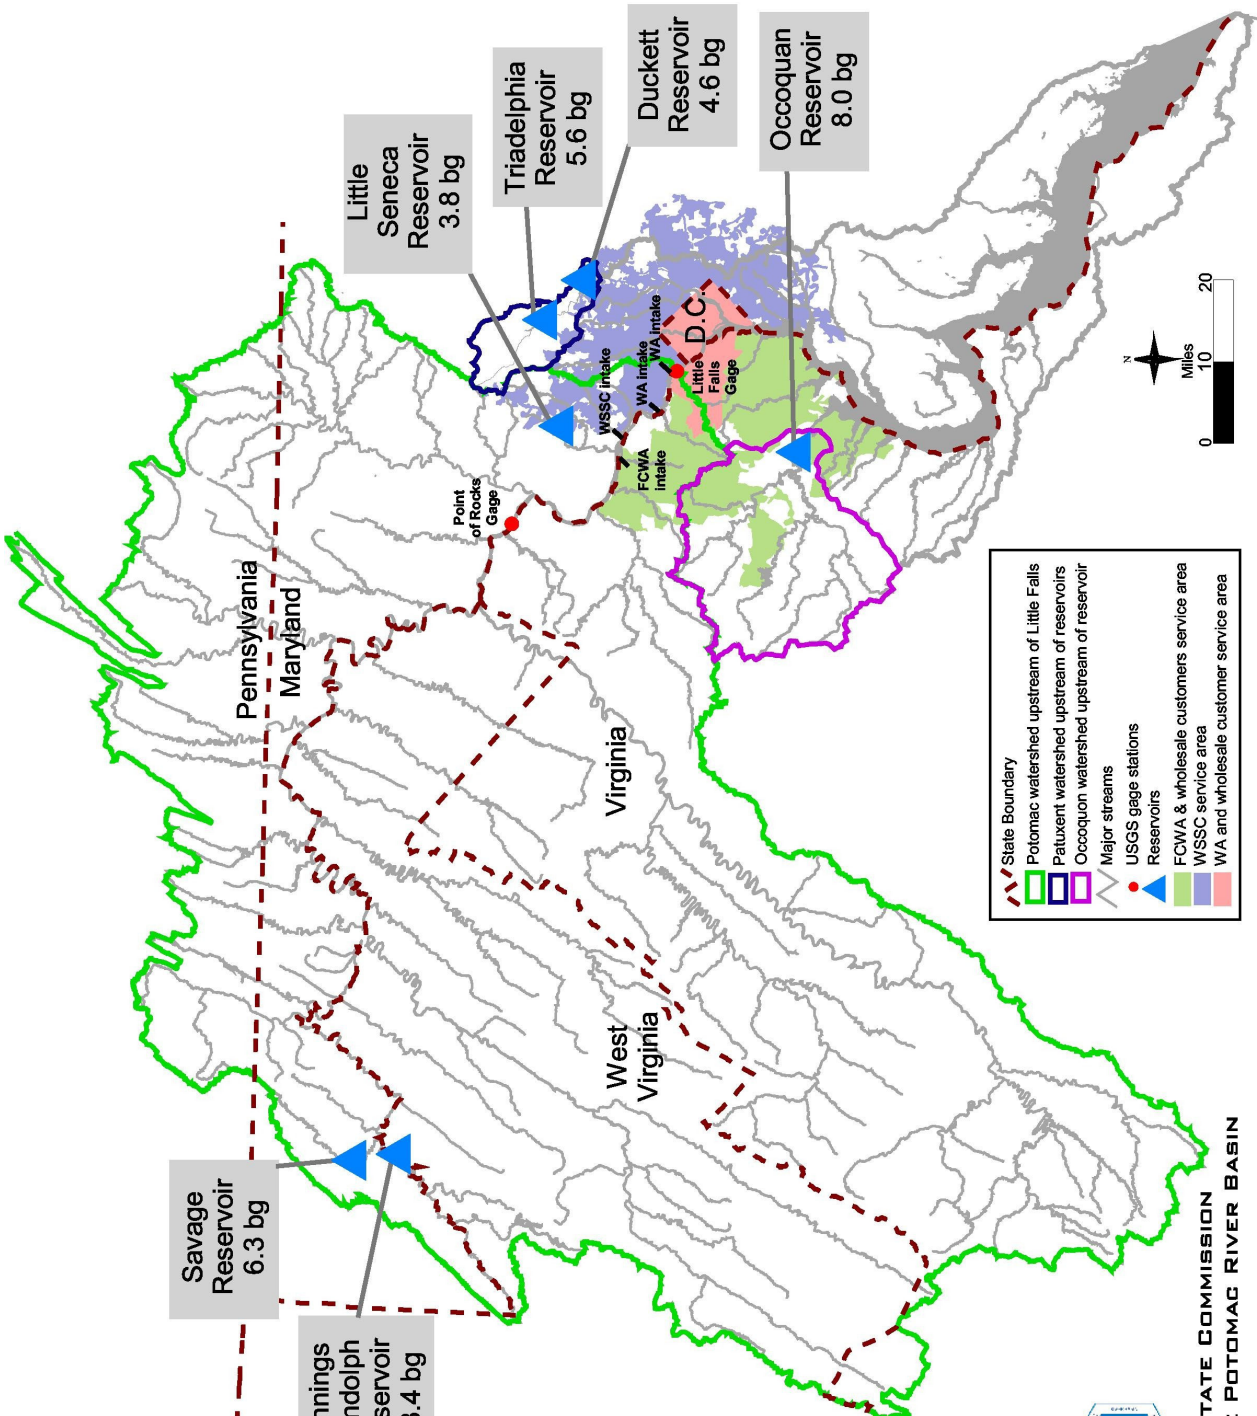 Savage
Reservoir
6.3 bg
nnings
ndolph
servoir
.4 bg
Little
Seneca
Reservoir
3.8 bg
Triadelphia
Reservoir
5.6 bg
Duckett
Reservoir
4.6 bg
Occoquan
Reservoir
8.0 bg
Pennsylvania
Maryland
West
Virginia
Virginia
Point
of Rocks
Gage
FCWA
intake
WSSC intake
WA intake
WA intake
D.C.
Little
Falls
Gage
N
Miles
0 10 20
State Boundary
Potomac watershed upstream of Little Falls
Patuxent watershed upstream of reservoirs
Occoquon watershed upstream of reservoir
Major streams
USGS gage stations
Reservoirs
FCWA & wholesale customers service area
WSSC service area
WA and wholesale customer service area
TATE COMMISSION
POTOMAC RIVER BASIN